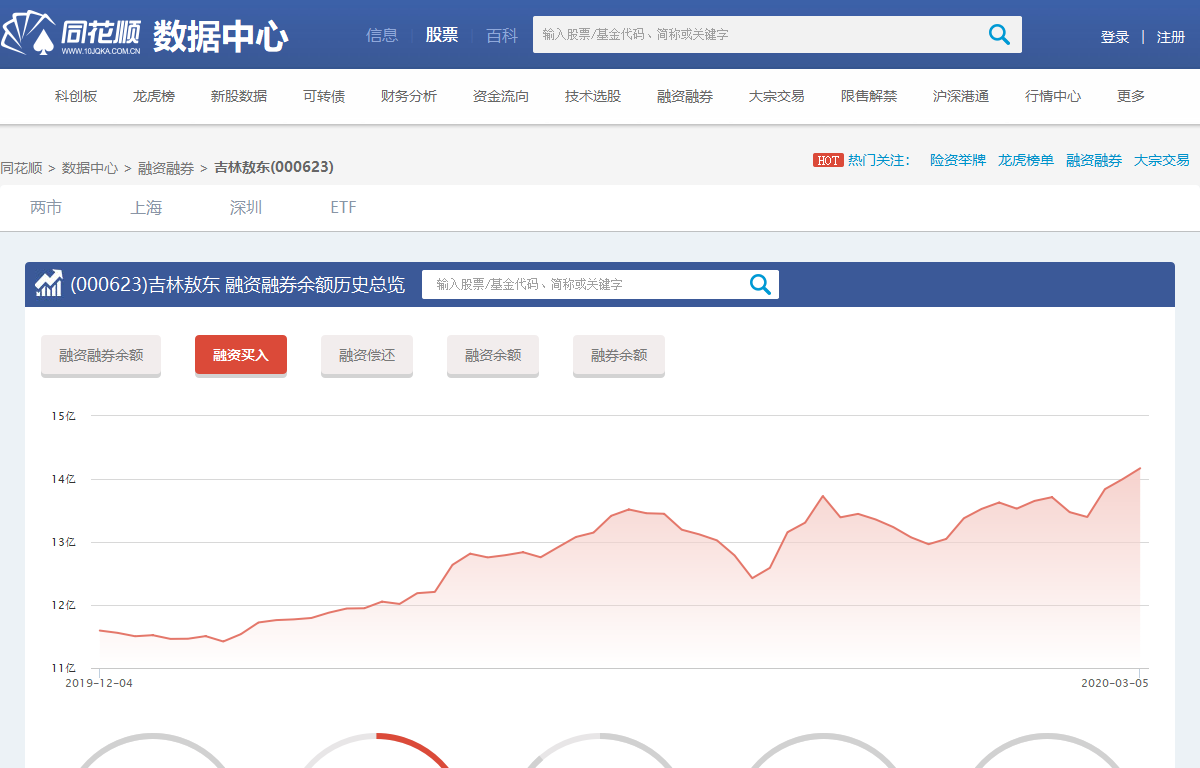 同花顺 数据中心 信息 股票 百科 输入股票/基金代码、简称或关键字 登录 | 注册
WWW.10JQKA.COM.CN
科创板 龙虎榜 新股数据 可转债 财务分析 资金流向 技术选股 融资融券 大宗交易 限售解禁 沪深港通 行情中心 更多
同花顺 > 数据中心 > 融资融券 > 吉林敖东(000623) HOT 热门关注： 险资举牌 龙虎榜单 融资融券 大宗交易
两市 上海 深圳 ETF
(000623)吉林敖东 融资融券余额历史总览 输入股票/基金代码、简称或关键字
融资融券余额 融资买入 融资偿还 融资余额 融券余额
15亿
14亿
13亿
12亿
11亿
2019-12-04 2020-03-05